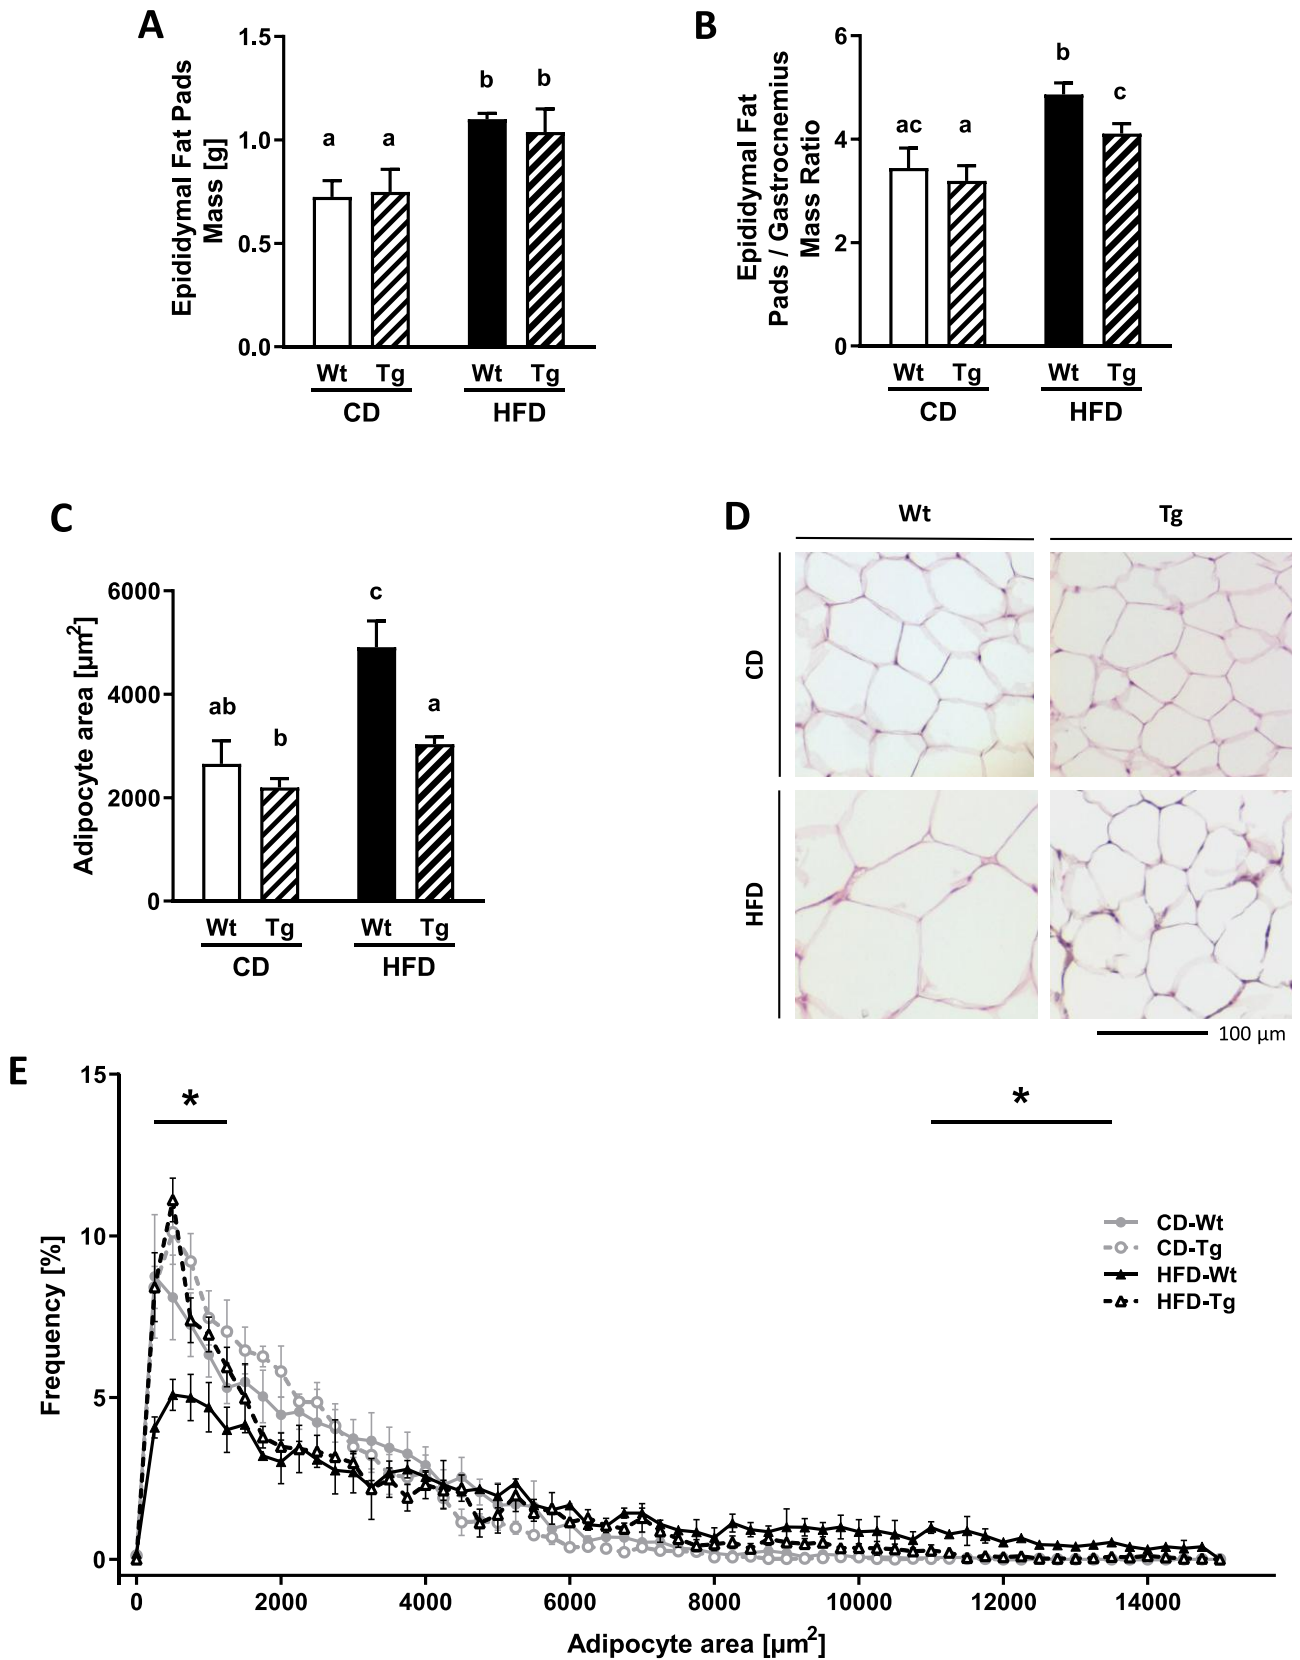 A
Epididymal Fat Pads
Mass [g]
1.5
1.0
0.5
0.0
a
a
b
b
Wt
Tg
Wt
Tg
CD
HFD
B
Epididymal Fat
Pads / Gastrocnemius
Mass Ratio
6
4
2
0
ac
a
b
c
Wt
Tg
Wt
Tg
CD
HFD
C
Adipocyte area [µm²]
6000
4000
2000
0
ab
b
c
a
Wt
Tg
Wt
Tg
CD
HFD
D
Wt
Tg
CD
HFD
100 µm
E
Frequency [%]
15
10
5
0
*
*
CD-Wt
CD-Tg
HFD-Wt
HFD-Tg
0
2000
4000
6000
8000
10000
12000
14000
Adipocyte area [µm²]